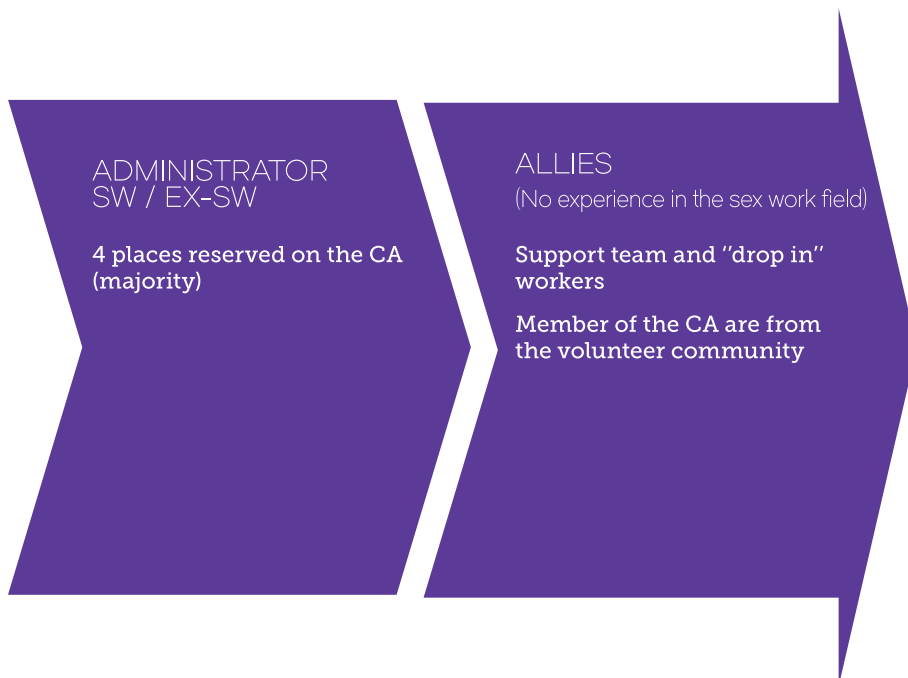 ADMINISTRATOR
SW / EX-SW
4 places reserved on the CA
(majority)
ALLIES
(No experience in the sex work field)
Support team and ''drop in''
workers
Member of the CA are from
the volunteer community